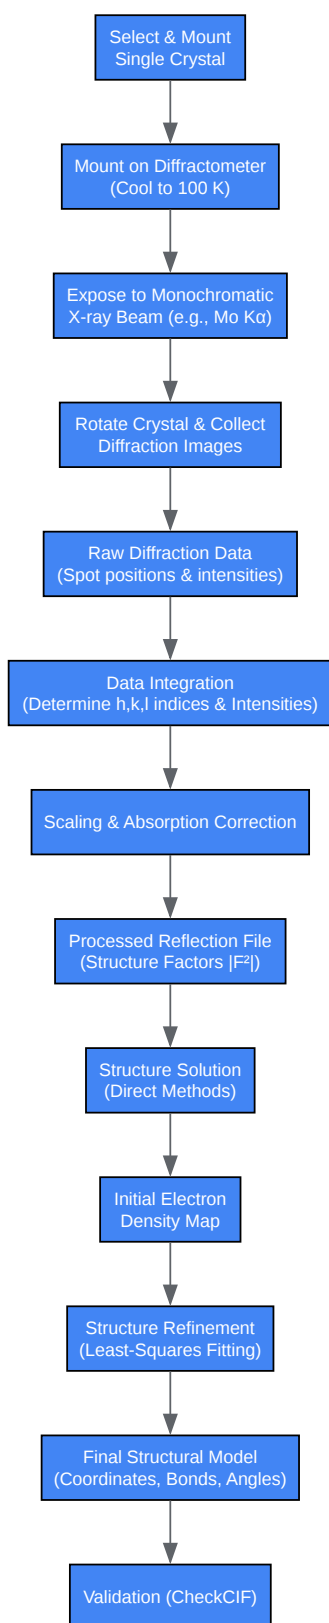 Select & Mount
Single Crystal
Mount on Diffractometer
(Cool to 100 K)
Expose to Monochromatic
X-ray Beam (e.g., Mo Kα)
Rotate Crystal & Collect
Diffraction Images
Raw Diffraction Data
(Spot positions & intensities)
Data Integration
(Determine h,k,l indices & Intensities)
Scaling & Absorption Correction
Processed Reflection File
(Structure Factors |F²|)
Structure Solution
(Direct Methods)
Initial Electron
Density Map
Structure Refinement
(Least-Squares Fitting)
Final Structural Model
(Coordinates, Bonds, Angles)
Validation (CheckCIF)